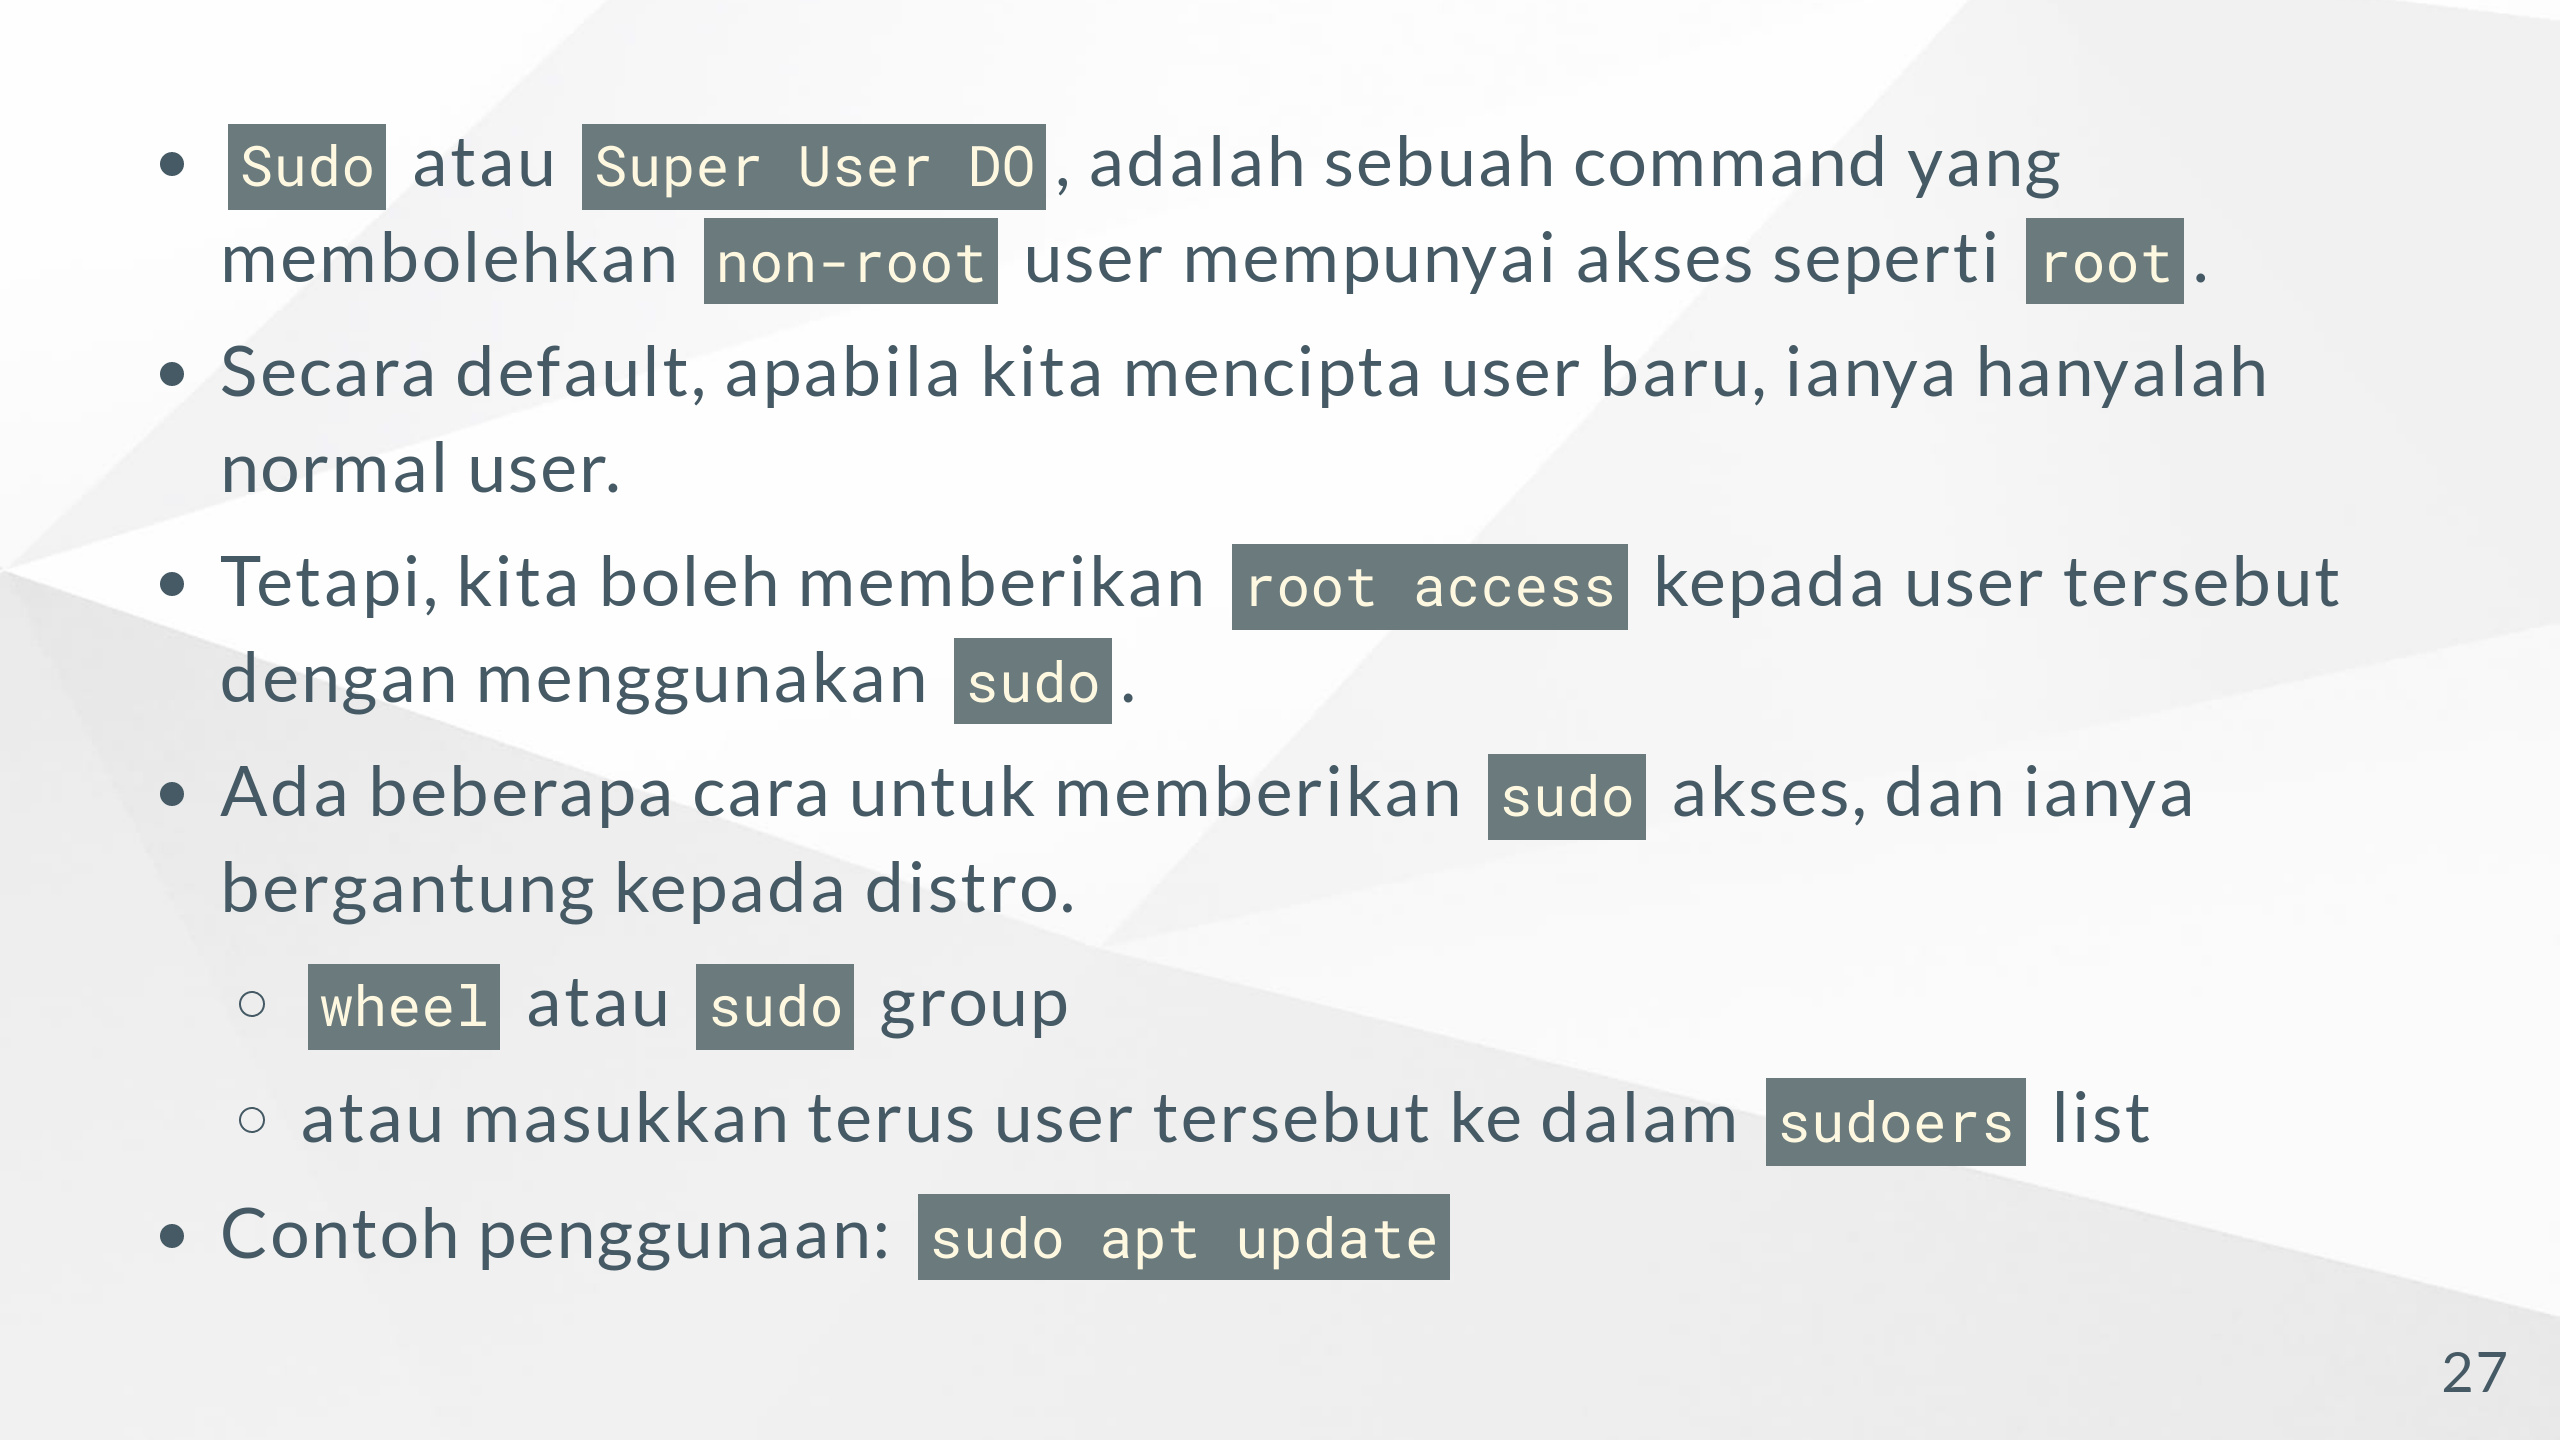 • Sudo atau Super User DO, adalah sebuah command yang
membolehkan non-root user mempunyai akses seperti root.
• Secara default, apabila kita mencipta user baru, ianya hanyalah
normal user.
• Tetapi, kita boleh memberikan root access kepada user tersebut
dengan menggunakan sudo.
• Ada beberapa cara untuk memberikan sudo akses, dan ianya
bergantung kepada distro.
○ wheel atau sudo group
○ atau masukkan terus user tersebut ke dalam sudoers list
• Contoh penggunaan: sudo apt update
27